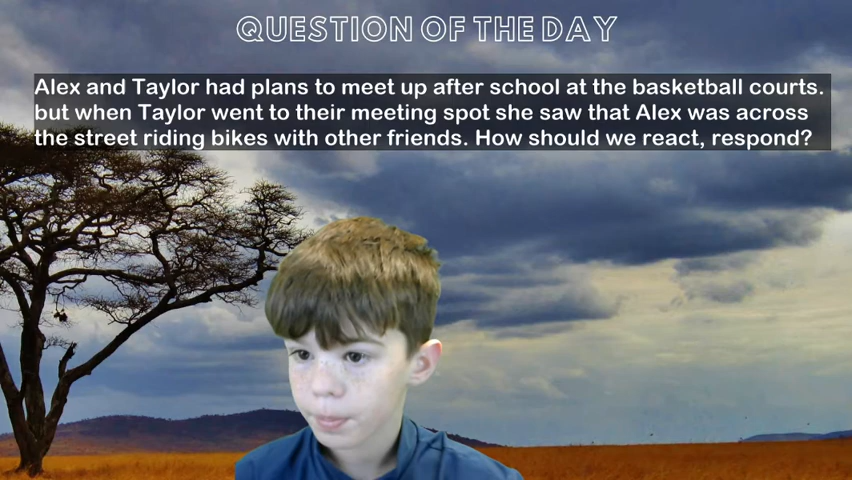 QUESTION OF THE DAY
Alex and Taylor had plans to meet up after school at the basketball courts.
but when Taylor went to their meeting spot she saw that Alex was across
the street riding bikes with other friends. How should we react, respond?